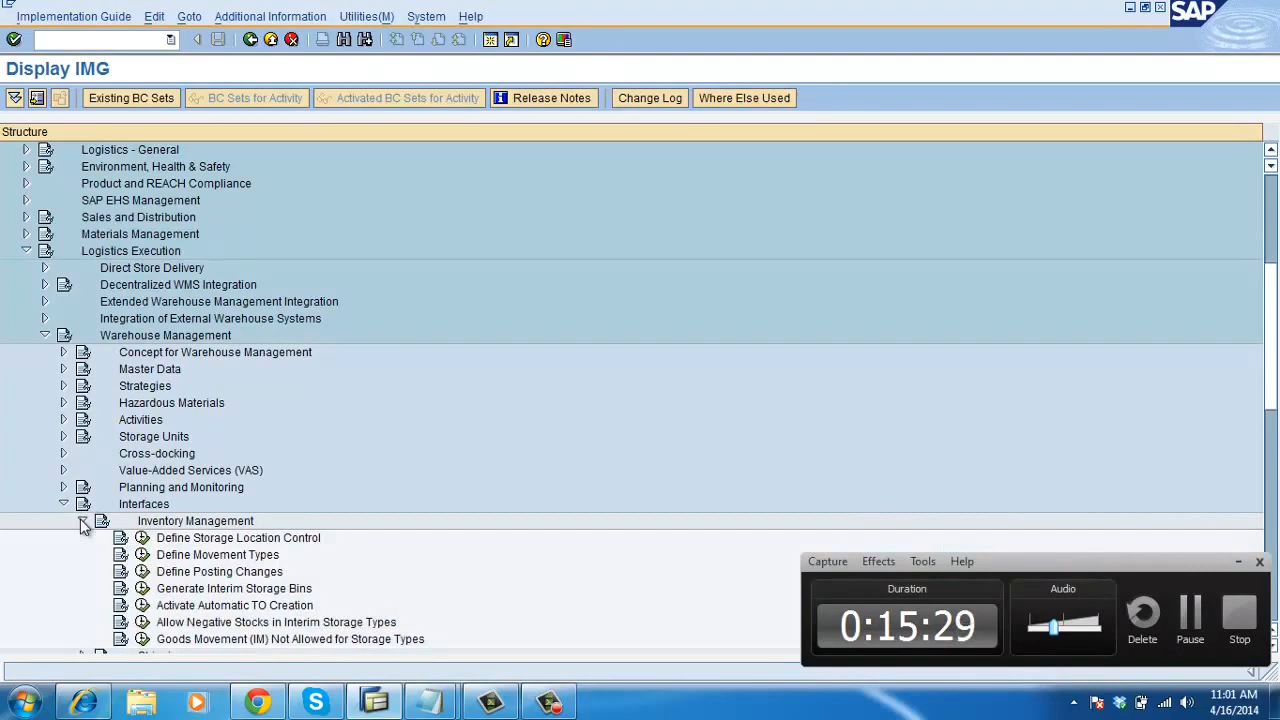 Implementation Guide Edit Goto Additional Information Utilities(M) System Help
SAP
Display IMG
Existing BC Sets BC Sets for Activity Activated BC Sets for Activity Release Notes Change Log Where Else Used
Structure
Logistics - General
Environment, Health & Safety
Product and REACH Compliance
SAP EHS Management
Sales and Distribution
Materials Management
Logistics Execution
Direct Store Delivery
Decentralized WMS Integration
Extended Warehouse Management Integration
Integration of External Warehouse Systems
Warehouse Management
Concept for Warehouse Management
Master Data
Strategies
Hazardous Materials
Activities
Storage Units
Cross-docking
Value-Added Services (VAS)
Planning and Monitoring
Interfaces
Inventory Management
Define Storage Location Control
Define Movement Types
Define Posting Changes
Generate Interim Storage Bins
Activate Automatic TO Creation
Allow Negative Stocks in Interim Storage Types
Goods Movement (IM) Not Allowed for Storage Types
Capture Effects Tools Help
Duration Audio
0:15:29
Delete Pause Stop
11:01 AM
4/16/2014